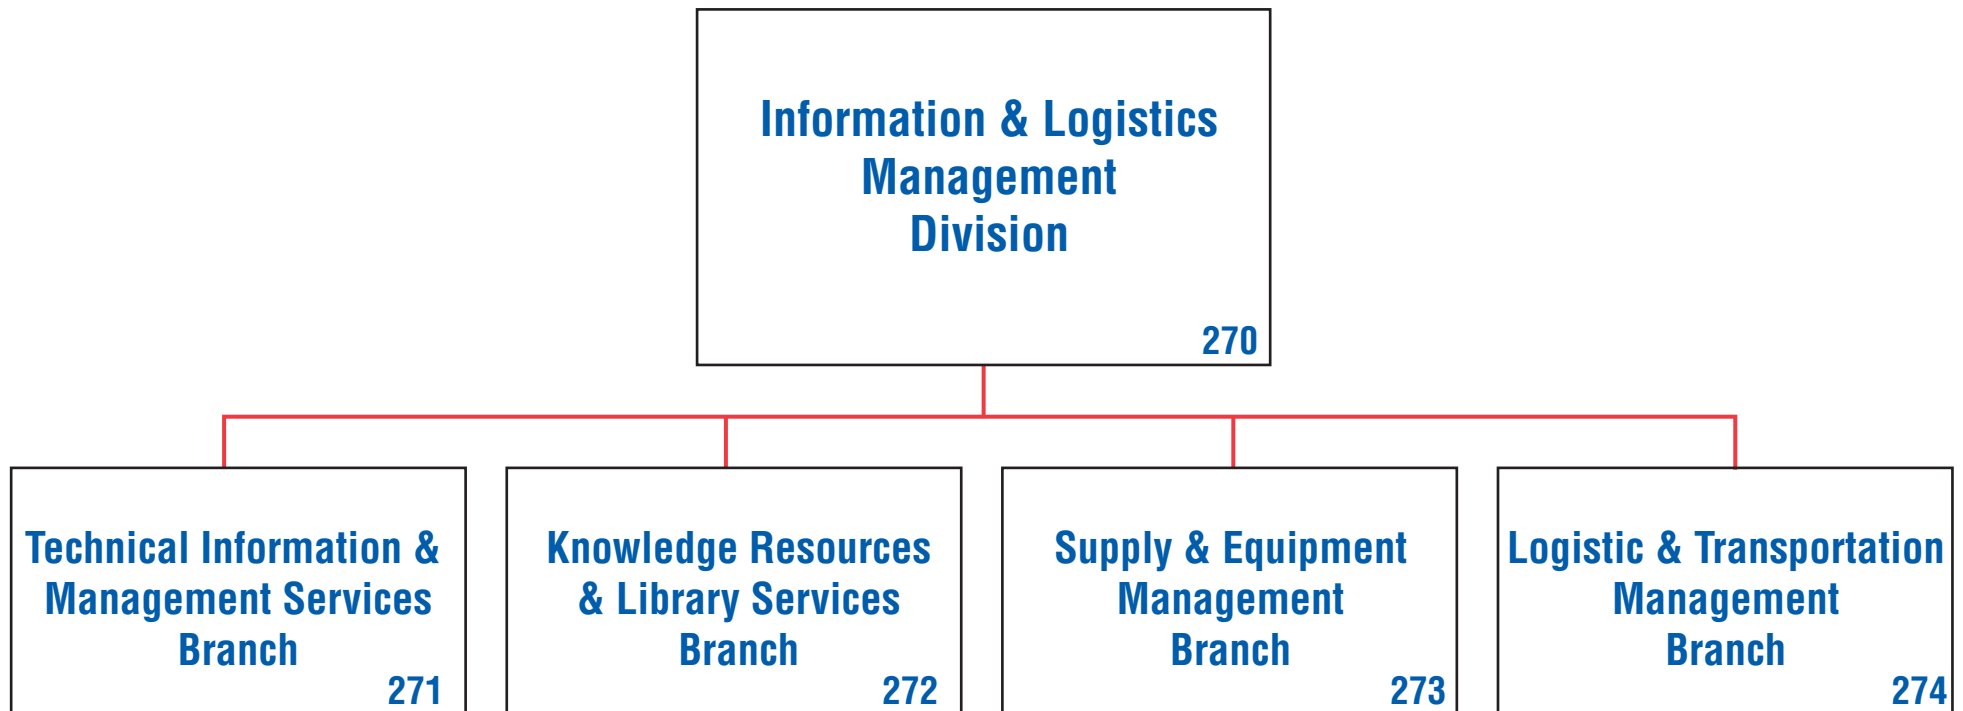 Information & Logistics
Management
Division
270
Technical Information &
Management Services
Branch
271
Knowledge Resources
& Library Services
Branch
272
Supply & Equipment
Management
Branch
273
Logistic & Transportation
Management
Branch
274